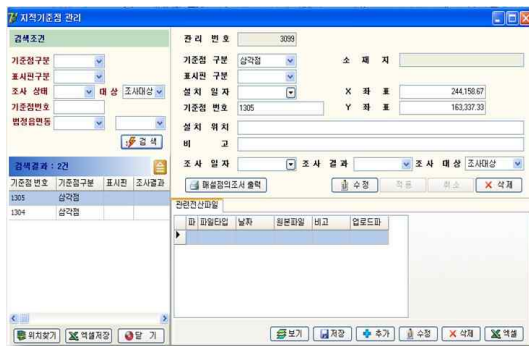 지적기준점 관리
검색조건
기준점구분
표시판구분
조사 상태 대 상 조사대상
기준점번호
법정읍면동
검 색
검색결과 : 2건
기준점 번호 기준점구분 표시판 조사결과
1305 삼각점
1304 삼각점
위치찾기 엑셀저장 닫 기
관 리 번 호 3099
기준점 구분 삼각점 소 재 지
표시판 구분
설 치 일 자 X 좌 표 244,158.67
기준점 번호 1305 Y 좌 표 163,337.33
설 치 위 치
비 고
조 사 일 자 조 사 결 과 조 사 대 상 조사대상
매설점의조서 출력 수 정 적 용 취 소 삭 제
관련전산파일
파 파일타입 날짜 원본파일 비고 업로드파
보기 저장 추가 수정 삭제 엑셀